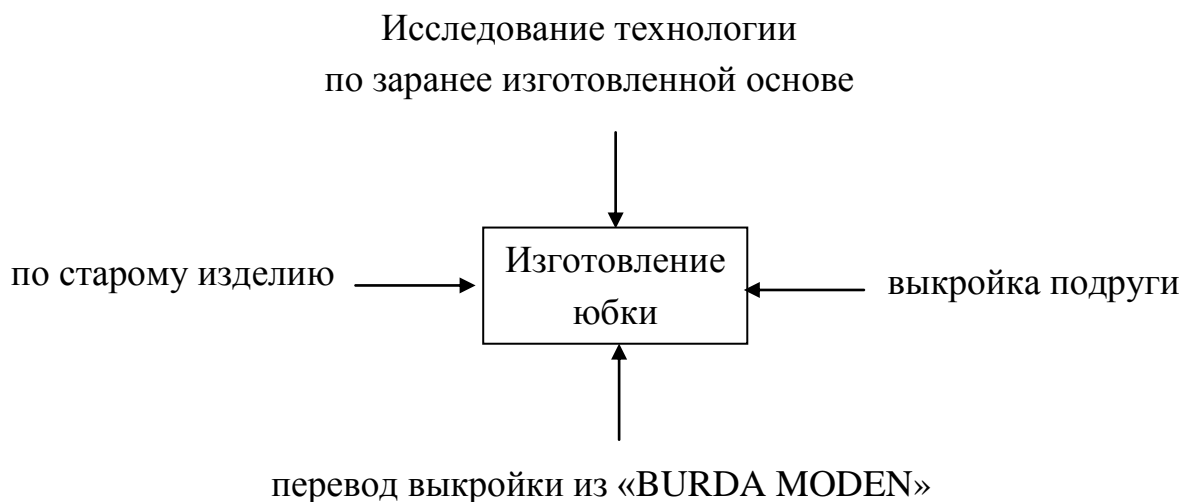 Исследование технологии
по заранее изготовленной основе
по старому изделию
Изготовление
юбки
выкройка подруги
перевод выкройки из «BURDA MODEN»